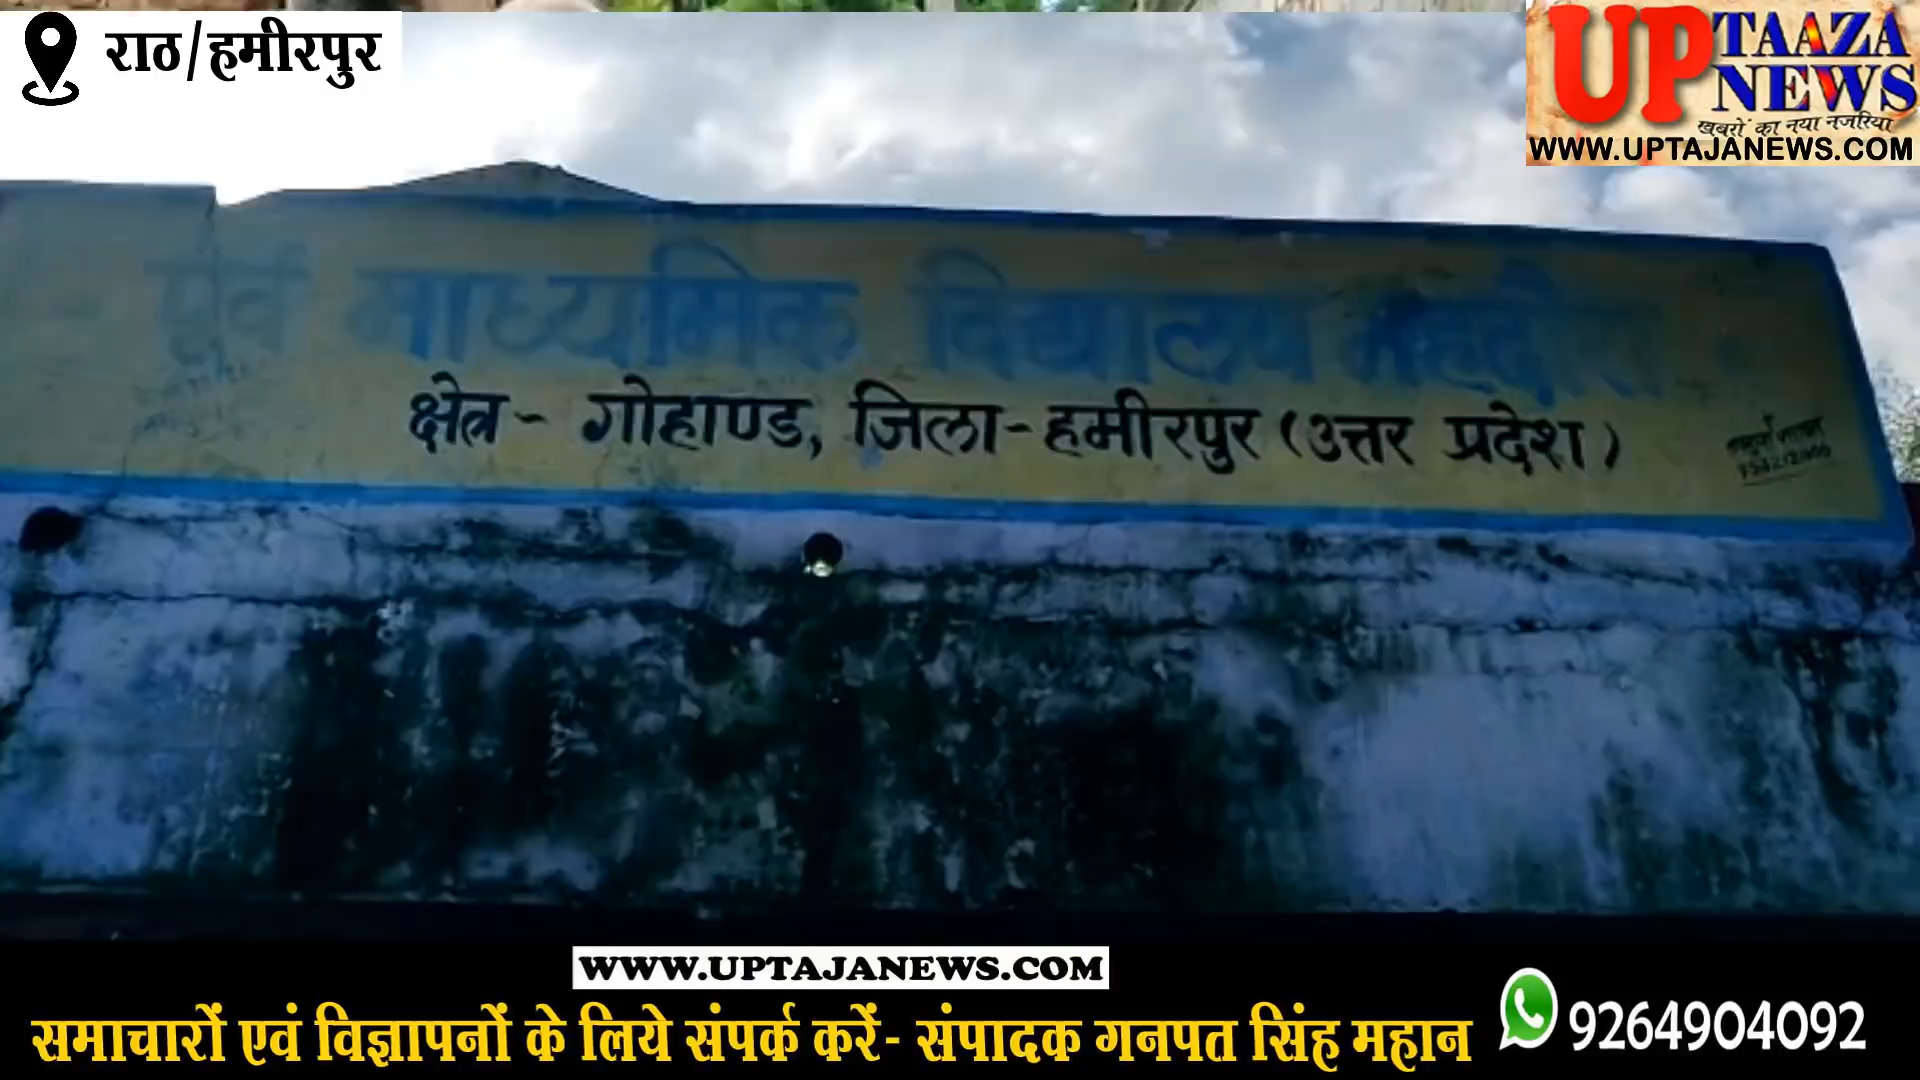 राठ/हमीरपुर
UP TAAZA NEWS
खबरों का नया नजरिया
WWW.UPTAJANEWS.COM
पूर्व माध्यमिक विद्यालय
क्षेत्र - गोहाण्ड, जिला - हमीरपुर (उत्तर प्रदेश)
WWW.UPTAJANEWS.COM
समाचारों एवं विज्ञापनों के लिये संपर्क करें- संपादक गनपत सिंह महान
9264904092